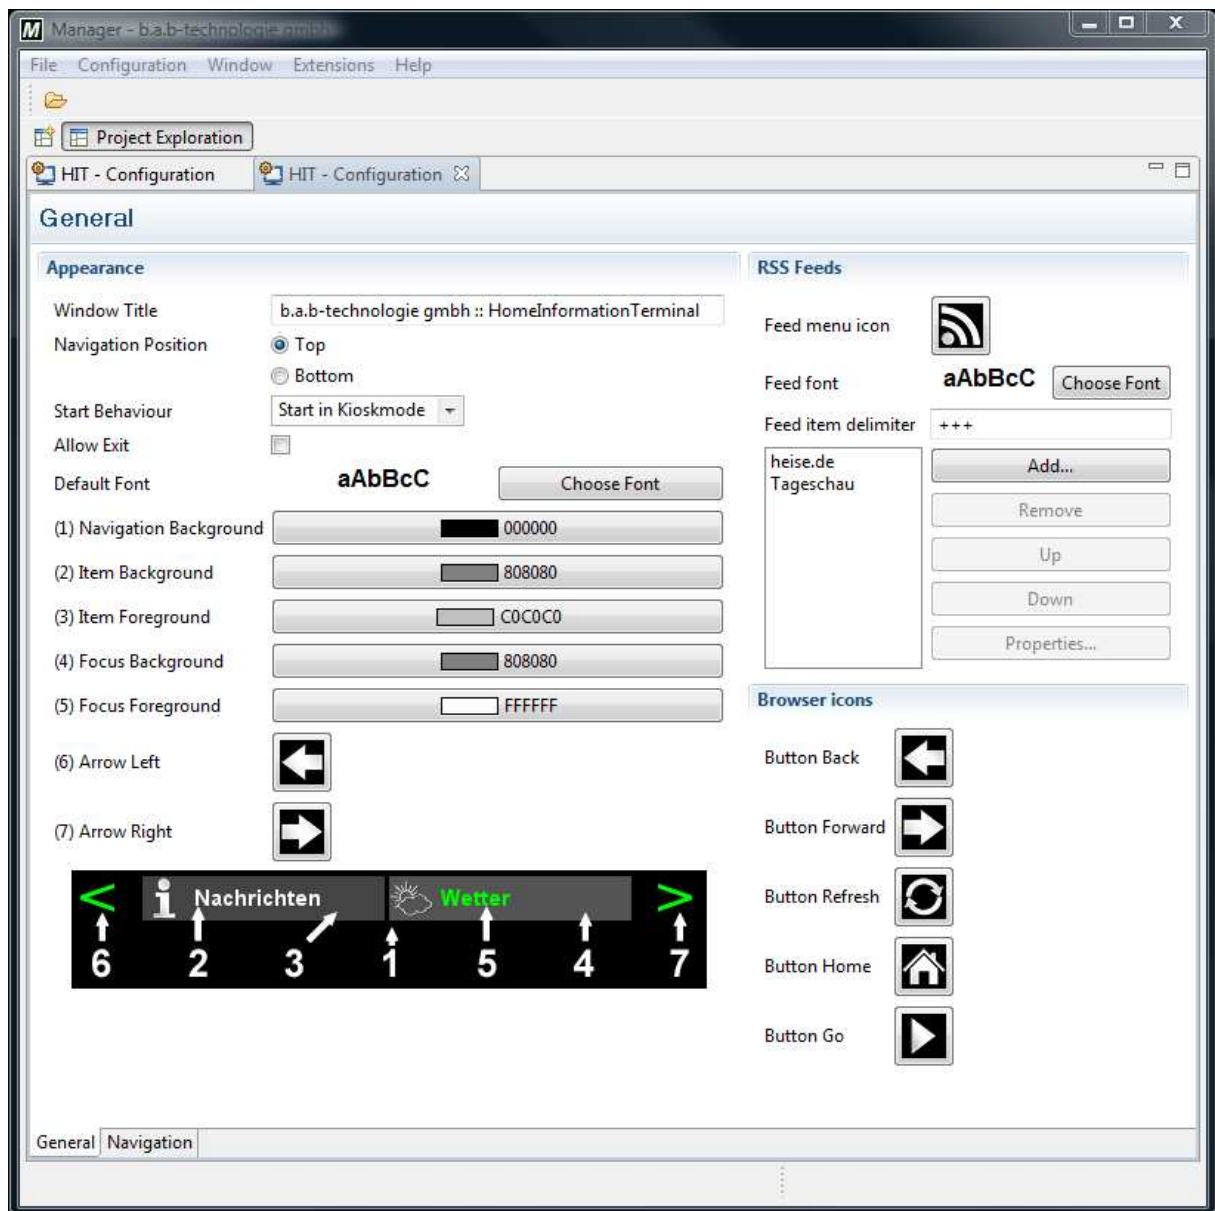 Manager - b.a.b-technologie gmbh
File Configuration Window Extensions Help
Project Exploration
HIT - Configuration HIT - Configuration
General
Appearance
Window Title b.a.b-technologie gmbh :: HomeInformationTerminal
Navigation Position Top
Bottom
Start Behaviour Start in Kioskmode
Allow Exit
Default Font aAbBcC Choose Font
(1) Navigation Background 000000
(2) Item Background 808080
(3) Item Foreground C0C0C0
(4) Focus Background 808080
(5) Focus Foreground FFFFFF
(6) Arrow Left
(7) Arrow Right
< Nachrichten Wetter >
6 2 3 1 5 4 7
RSS Feeds
Feed menu icon
Feed font aAbBcC Choose Font
Feed item delimiter +++
heise.de
Tageschau
Add...
Remove
Up
Down
Properties...
Browser icons
Button Back
Button Forward
Button Refresh
Button Home
Button Go
General Navigation